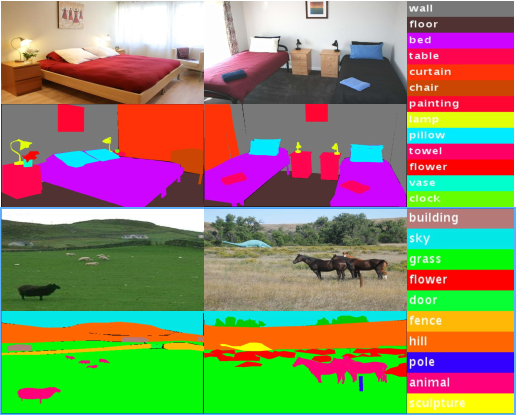 wall
floor
bed
table
curtain
chair
painting
lamp
pillow
towel
flower
vase
clock
building
sky
grass
flower
door
fence
hill
pole
animal
sculpture